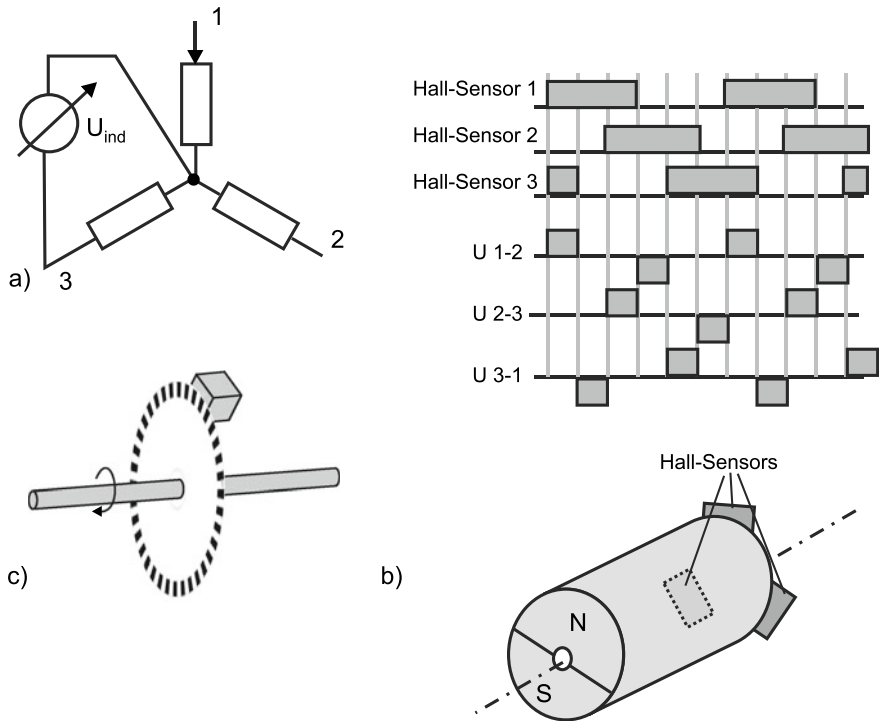 1
U_ind
2
3
a)
Hall-Sensor 1
Hall-Sensor 2
Hall-Sensor 3
U 1-2
U 2-3
U 3-1
c)
Hall-Sensors
b)
N
S